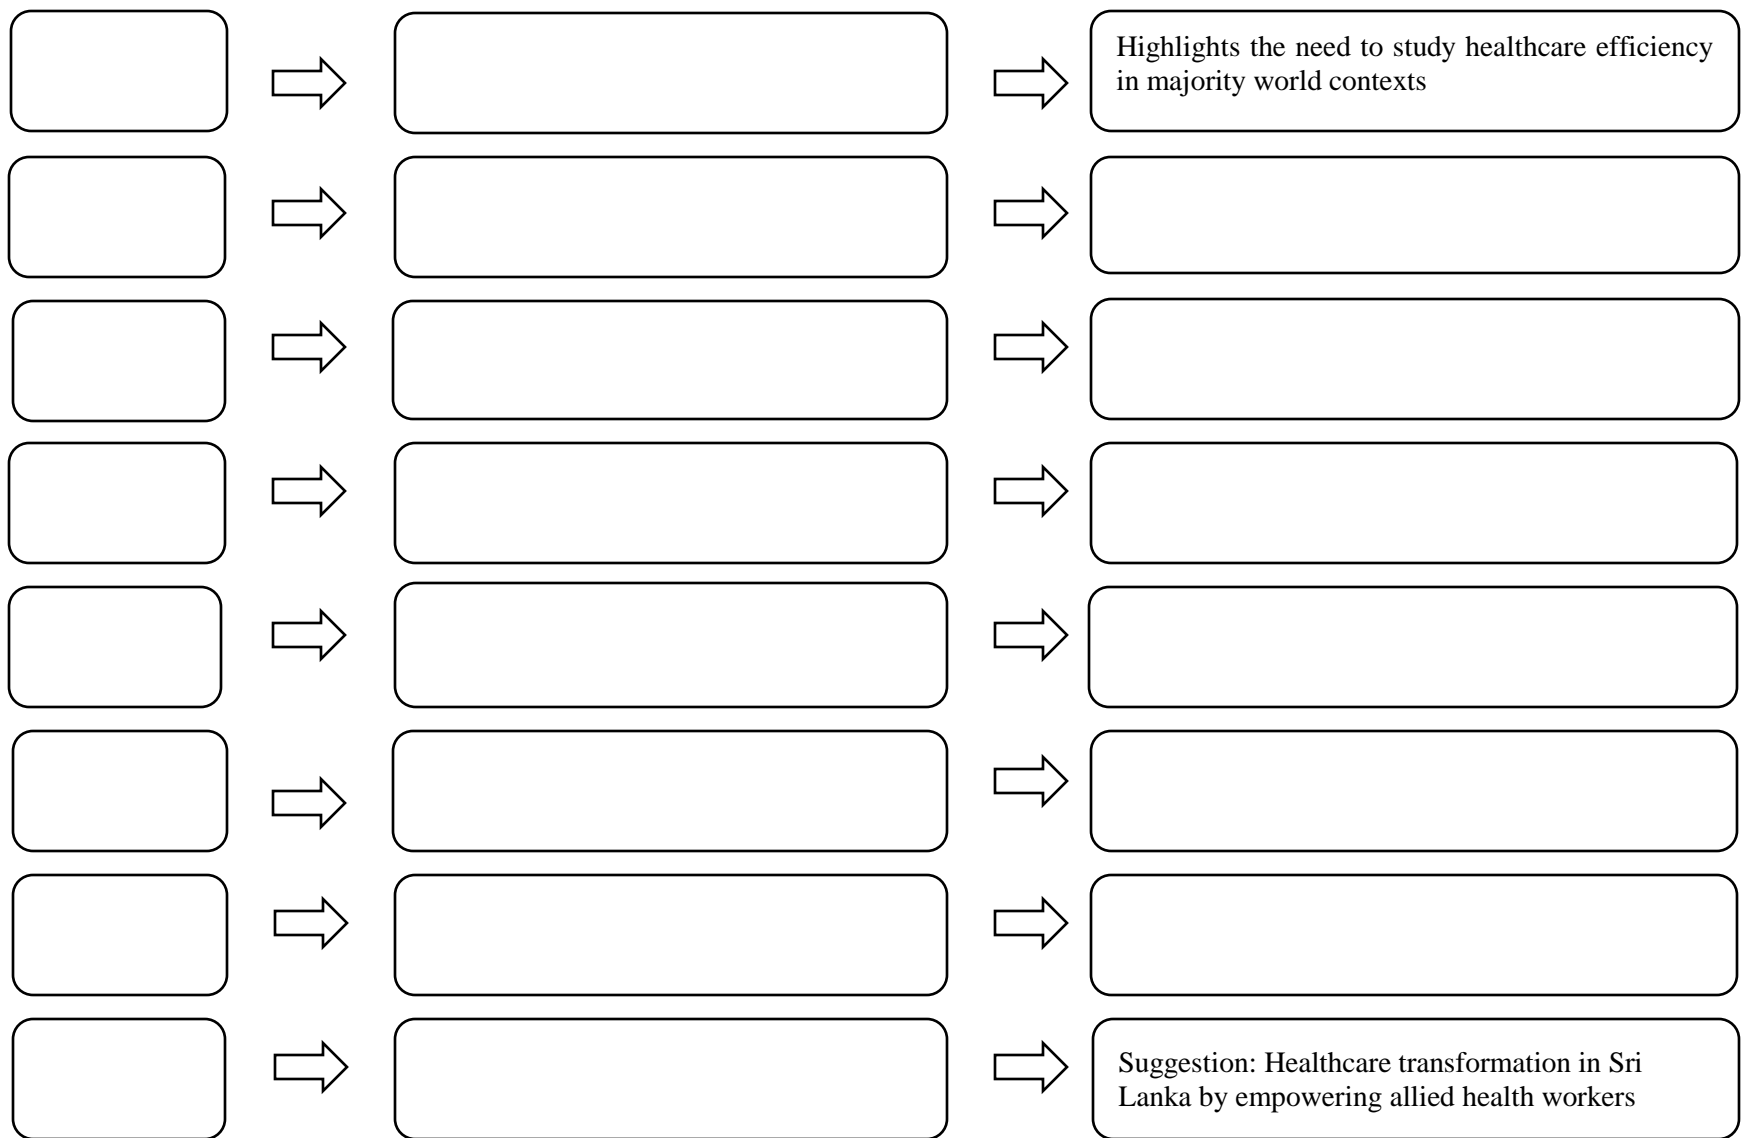 Highlights the need to study healthcare efficiency
in majority world contexts
Suggestion: Healthcare transformation in Sri
Lanka by empowering allied health workers